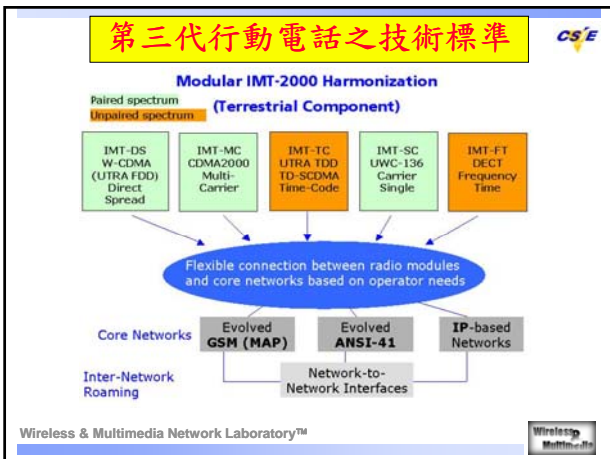 第三代行動電話之技術標準
CSIE
Modular IMT-2000 Harmonization
(Terrestrial Component)
Paired spectrum
Unpaired spectrum
IMT-DS
W-CDMA
(UTRA FDD)
Direct
Spread
IMT-MC
CDMA2000
Multi-
Carrier
IMT-TC
UTRA TDD
TD-SCDMA
Time-Code
IMT-SC
UWC-136
Carrier
Single
IMT-FT
DECT
Frequency
Time
Flexible connection between radio modules
and core networks based on operator needs
Core Networks
Evolved
GSM (MAP)
Evolved
ANSI-41
IP-based
Networks
Inter-Network
Roaming
Network-to-
Network Interfaces
Wireless & Multimedia Network Laboratory™
Wireless
Multimedia